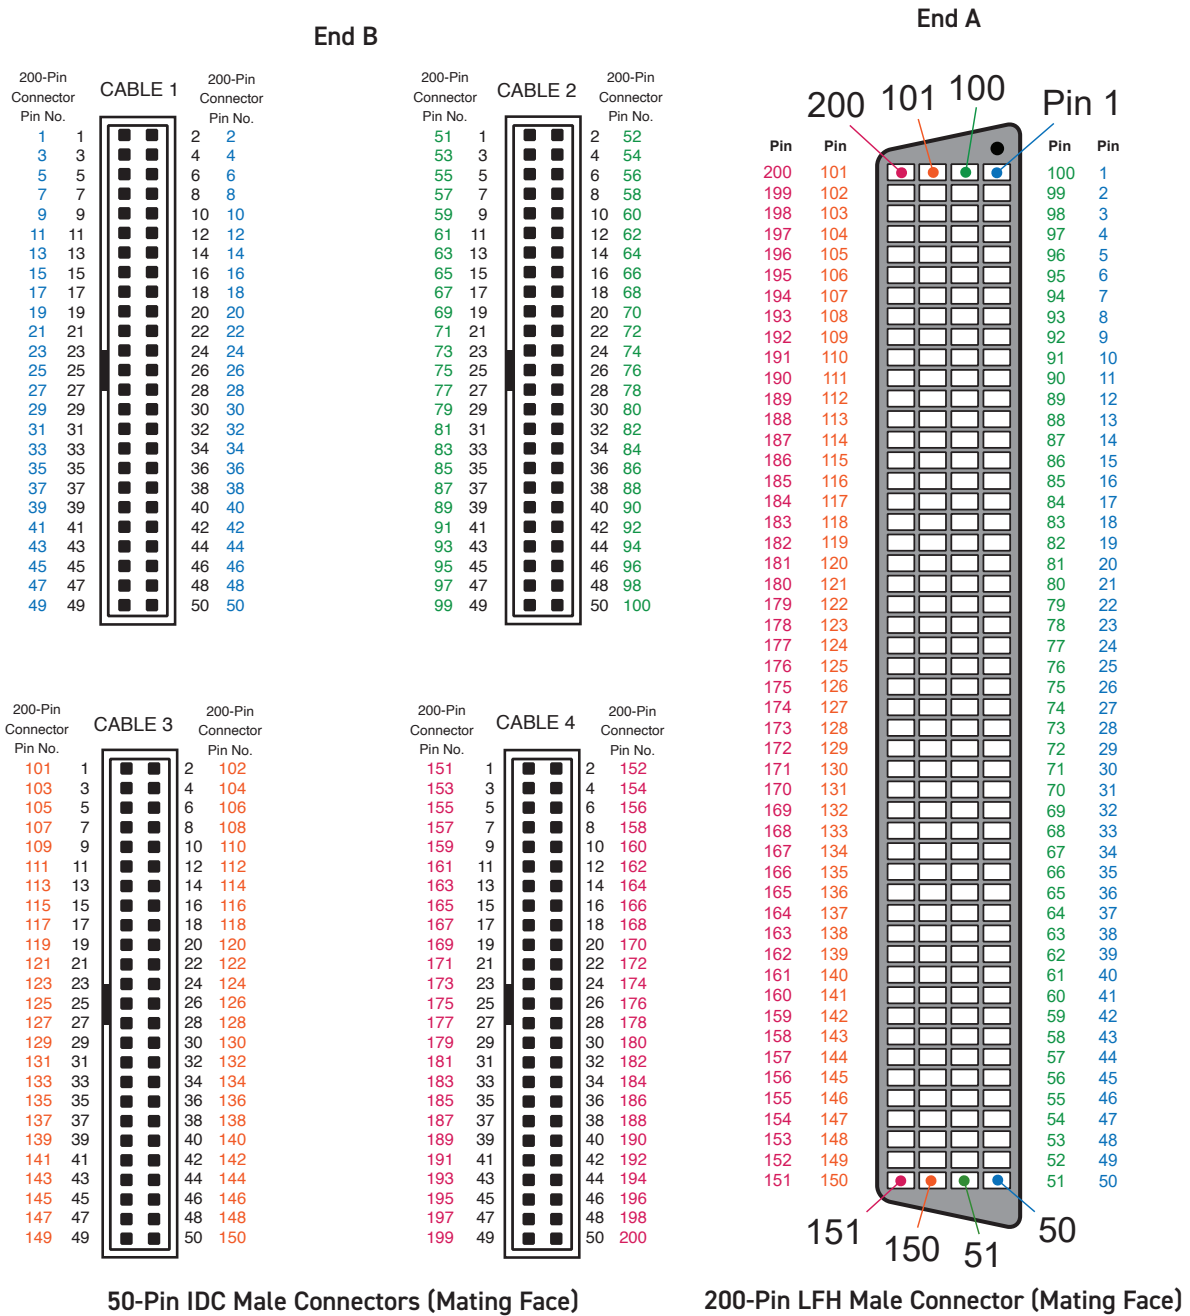 End B
End A
200-Pin Connector Pin No.
CABLE 1
200-Pin Connector Pin No.
1 1 2 2
3 3 4 4
5 5 6 6
7 7 8 8
9 9 10 10
11 11 12 12
13 13 14 14
15 15 16 16
17 17 18 18
19 19 20 20
21 21 22 22
23 23 24 24
25 25 26 26
27 27 28 28
29 29 30 30
31 31 32 32
33 33 34 34
35 35 36 36
37 37 38 38
39 39 40 40
41 41 42 42
43 43 44 44
45 45 46 46
47 47 48 48
49 49 50 50
200-Pin Connector Pin No.
CABLE 2
200-Pin Connector Pin No.
51 1 2 52
53 3 4 54
55 5 6 56
57 7 8 58
59 9 10 60
61 11 12 62
63 13 14 64
65 15 16 66
67 17 18 68
69 19 20 70
71 21 22 72
73 23 24 74
75 25 26 76
77 27 28 78
79 29 30 80
81 31 32 82
83 33 34 84
85 35 36 86
87 37 38 88
89 39 40 90
91 41 42 92
93 43 44 94
95 45 46 96
97 47 48 98
99 49 50 100
200-Pin Connector Pin No.
CABLE 3
200-Pin Connector Pin No.
101 1 2 102
103 3 4 104
105 5 6 106
107 7 8 108
109 9 10 110
111 11 12 112
113 13 14 114
115 15 16 116
117 17 18 118
119 19 20 120
121 21 22 122
123 23 24 124
125 25 26 126
127 27 28 128
129 29 30 130
131 31 32 132
133 33 34 134
135 35 36 136
137 37 38 138
139 39 40 140
141 41 42 142
143 43 44 144
145 45 46 146
147 47 48 148
149 49 50 150
200-Pin Connector Pin No.
CABLE 4
200-Pin Connector Pin No.
151 1 2 152
153 3 4 154
155 5 6 156
157 7 8 158
159 9 10 160
161 11 12 162
163 13 14 164
165 15 16 166
167 17 18 168
169 19 20 170
171 21 22 172
173 23 24 174
175 25 26 176
177 27 28 178
179 29 30 180
181 31 32 182
183 33 34 184
185 35 36 186
187 37 38 188
189 39 40 190
191 41 42 192
193 43 44 194
195 45 46 196
197 47 48 198
199 49 50 200
50-Pin IDC Male Connectors (Mating Face)
200 101 100 Pin 1
Pin Pin Pin Pin
200 101 100 1
199 102 99 2
198 103 98 3
197 104 97 4
196 105 96 5
195 106 95 6
194 107 94 7
193 108 93 8
192 109 92 9
191 110 91 10
190 111 90 11
189 112 89 12
188 113 88 13
187 114 87 14
186 115 86 15
185 116 85 16
184 117 84 17
183 118 83 18
182 119 82 19
181 120 81 20
180 121 80 21
179 122 79 22
178 123 78 23
177 124 77 24
176 125 76 25
175 126 75 26
174 127 74 27
173 128 73 28
172 129 72 29
171 130 71 30
170 131 70 31
169 132 69 32
168 133 68 33
167 134 67 34
166 135 66 35
165 136 65 36
164 137 64 37
163 138 63 38
162 139 62 39
161 140 61 40
160 141 60 41
159 142 59 42
158 143 58 43
157 144 57 44
156 145 56 45
155 146 55 46
154 147 54 47
153 148 53 48
152 149 52 49
151 150 51 50
151 150 51 50
200-Pin LFH Male Connector (Mating Face)